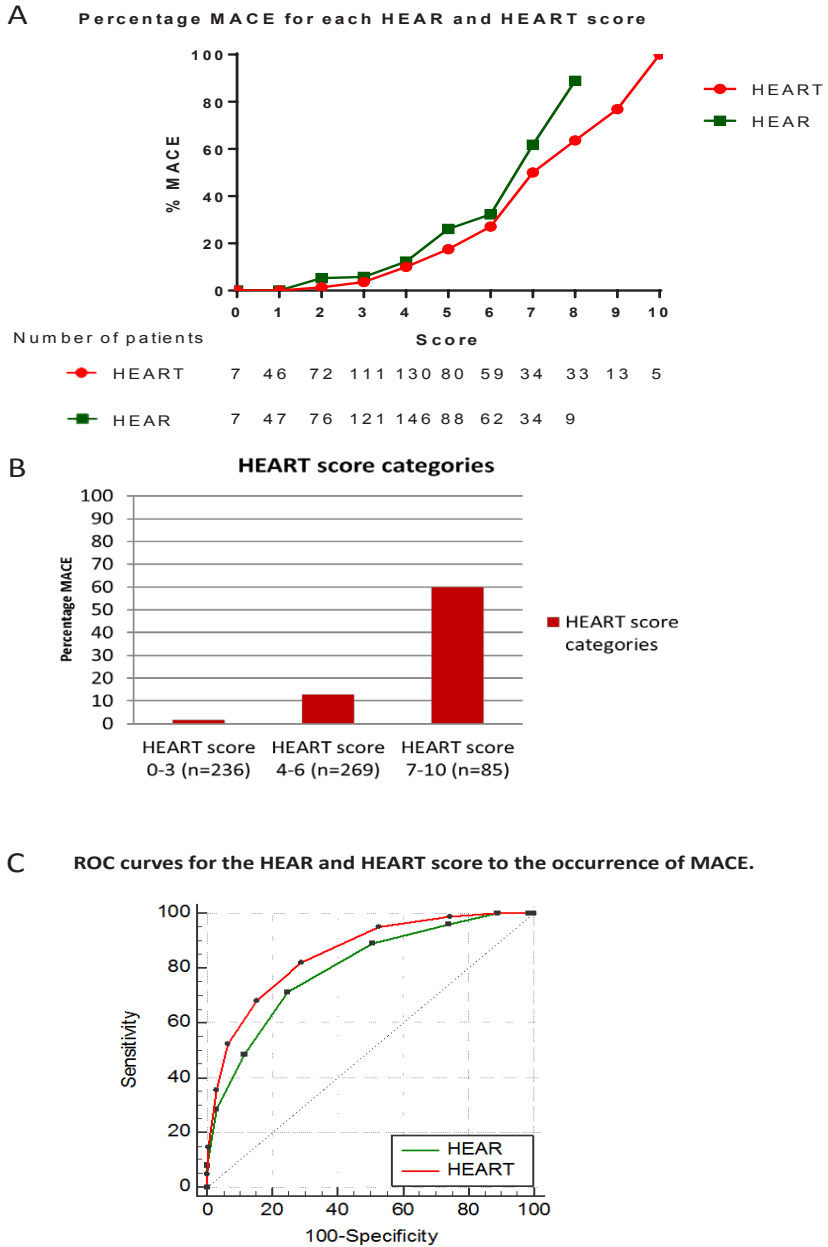 A
Percentage MACE for each HEAR and HEART score
% MACE
100
80
60
40
20
0
0 1 2 3 4 5 6 7 8 9 10
Score
HEART
HEAR
Number of patients
HEART 7 46 72 111 130 80 59 34 33 13 5
HEAR 7 47 76 121 146 88 62 34 9
B
HEART score categories
Percentage MACE
100
90
80
70
60
50
40
30
20
10
0
HEART score HEART score HEART score
0-3 (n=236) 4-6 (n=269) 7-10 (n=85)
HEART score
categories
C
ROC curves for the HEAR and HEART score to the occurrence of MACE.
Sensitivity
100
80
60
40
20
0
HEAR
HEART
0 20 40 60 80 100
100-Specificity